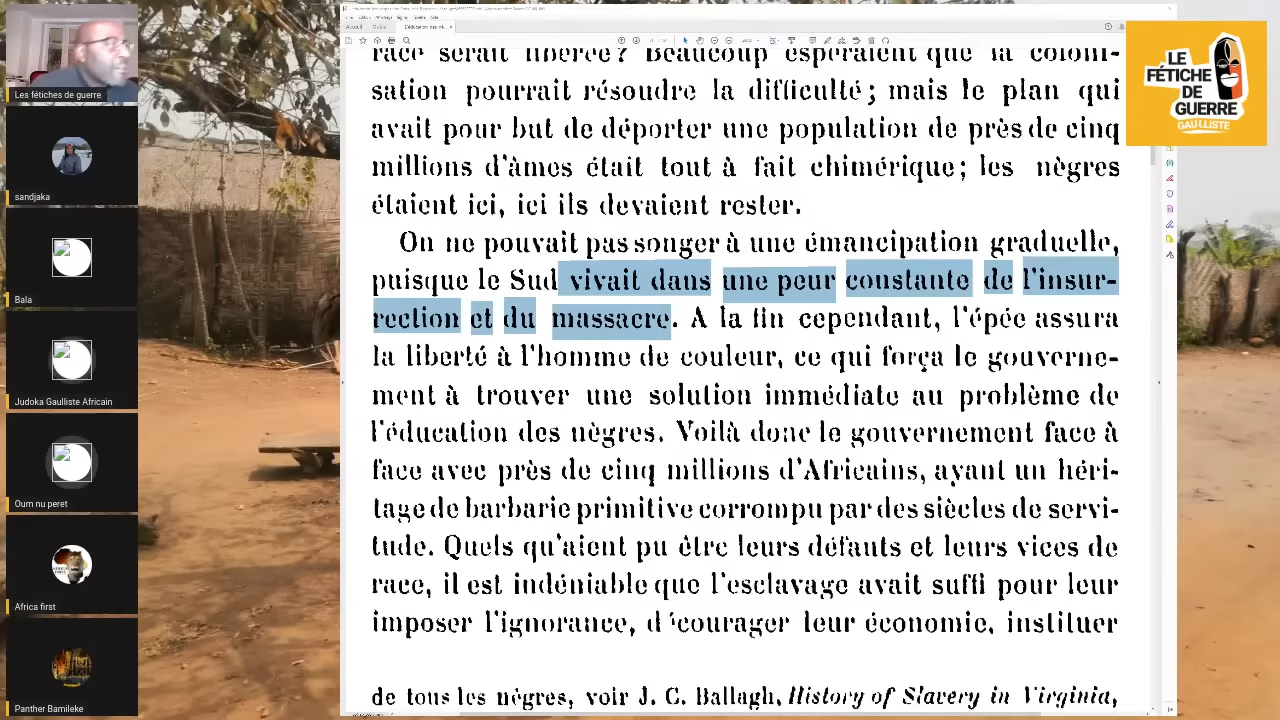 Les fétiches de guerre
sandjaka
Bala
Judoka Gaulliste Africain
Oum nu peret
Africa first
Panther Bamileke
Accueil
Outils
race serait libérée? Beaucoup espéraient que la coloni-
sation pourrait résoudre la difficulté; mais le plan qui
avait pour but de déporter une population de près de cinq
millions d'âmes était tout à fait chimérique; les nègres
étaient ici, ici ils devaient rester.
On ne pouvait pas songer à une émancipation graduelle,
puisque le Sud vivait dans une peur constante de l'insur-
rection et du massacre. A la fin cependant, l'épée assura
la liberté à l'homme de couleur, ce qui força le gouverne-
ment à trouver une solution immédiate au problème de
l'éducation des nègres. Voilà donc le gouvernement face à
face avec près de cinq millions d'Africains, ayant un héri-
tage de barbarie primitive corrompu par des siècles de servi-
tude. Quels qu'aient pu être leurs défauts et leurs vices de
race, il est indéniable que l'esclavage avait suffi pour leur
imposer l'ignorance, d'courager leur économie, instituer
de tous les nègres, voir J. C. Ballagh, History of Slavery in Virginia,
LE
FÉTICHE
DE
GUERRE
GAULLISTE